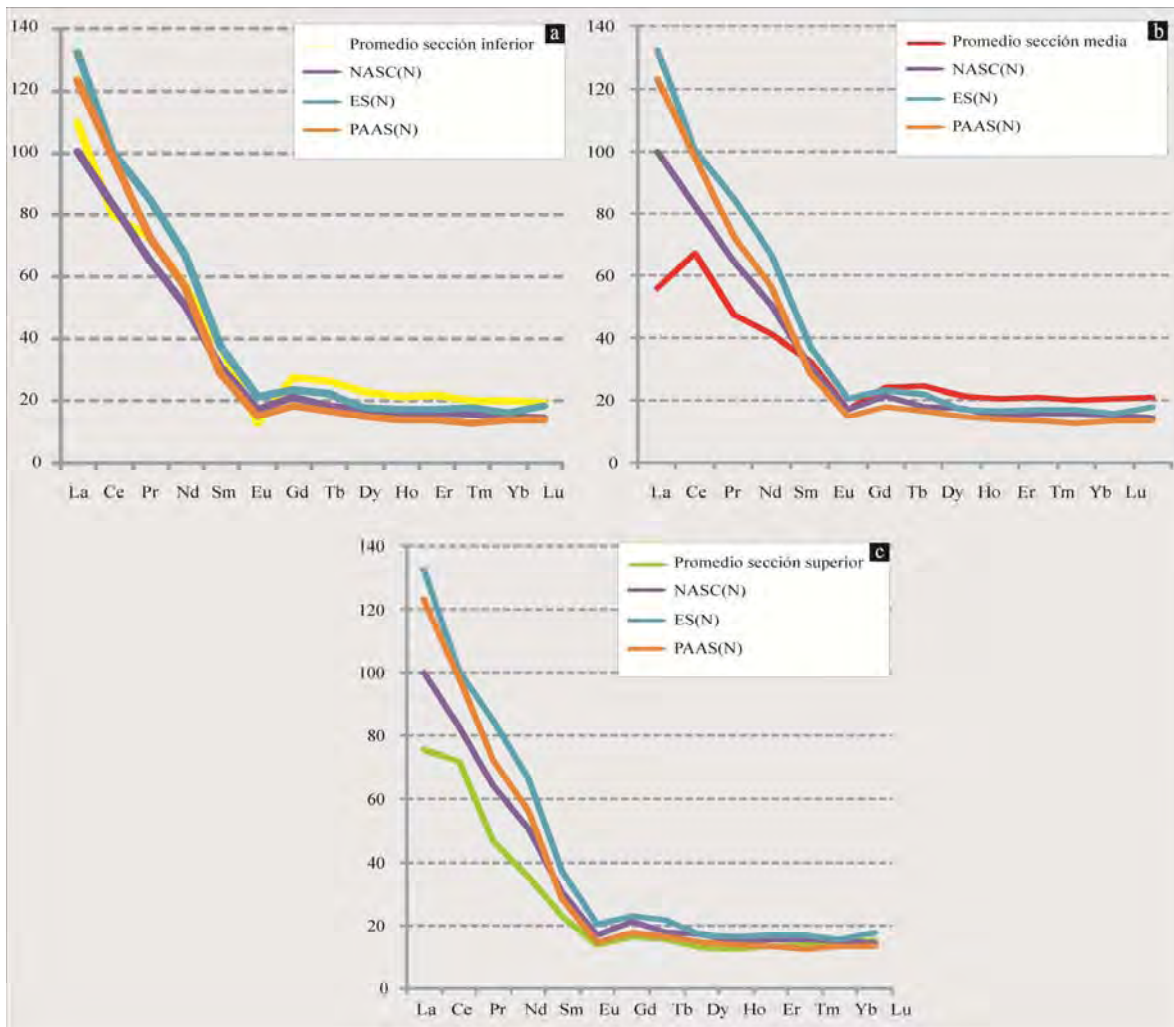 a
Promedio sección inferior
NASC(N)
ES(N)
PAAS(N)
140
120
100
80
60
40
20
0
La Ce Pr Nd Sm Eu Gd Tb Dy Ho Er Tm Yb Lu
b
Promedio sección media
NASC(N)
ES(N)
PAAS(N)
140
120
100
80
60
40
20
0
La Ce Pr Nd Sm Eu Gd Tb Dy Ho Er Tm Yb Lu
c
Promedio sección superior
NASC(N)
ES(N)
PAAS(N)
140
120
100
80
60
40
20
0
La Ce Pr Nd Sm Eu Gd Tb Dy Ho Er Tm Yb Lu